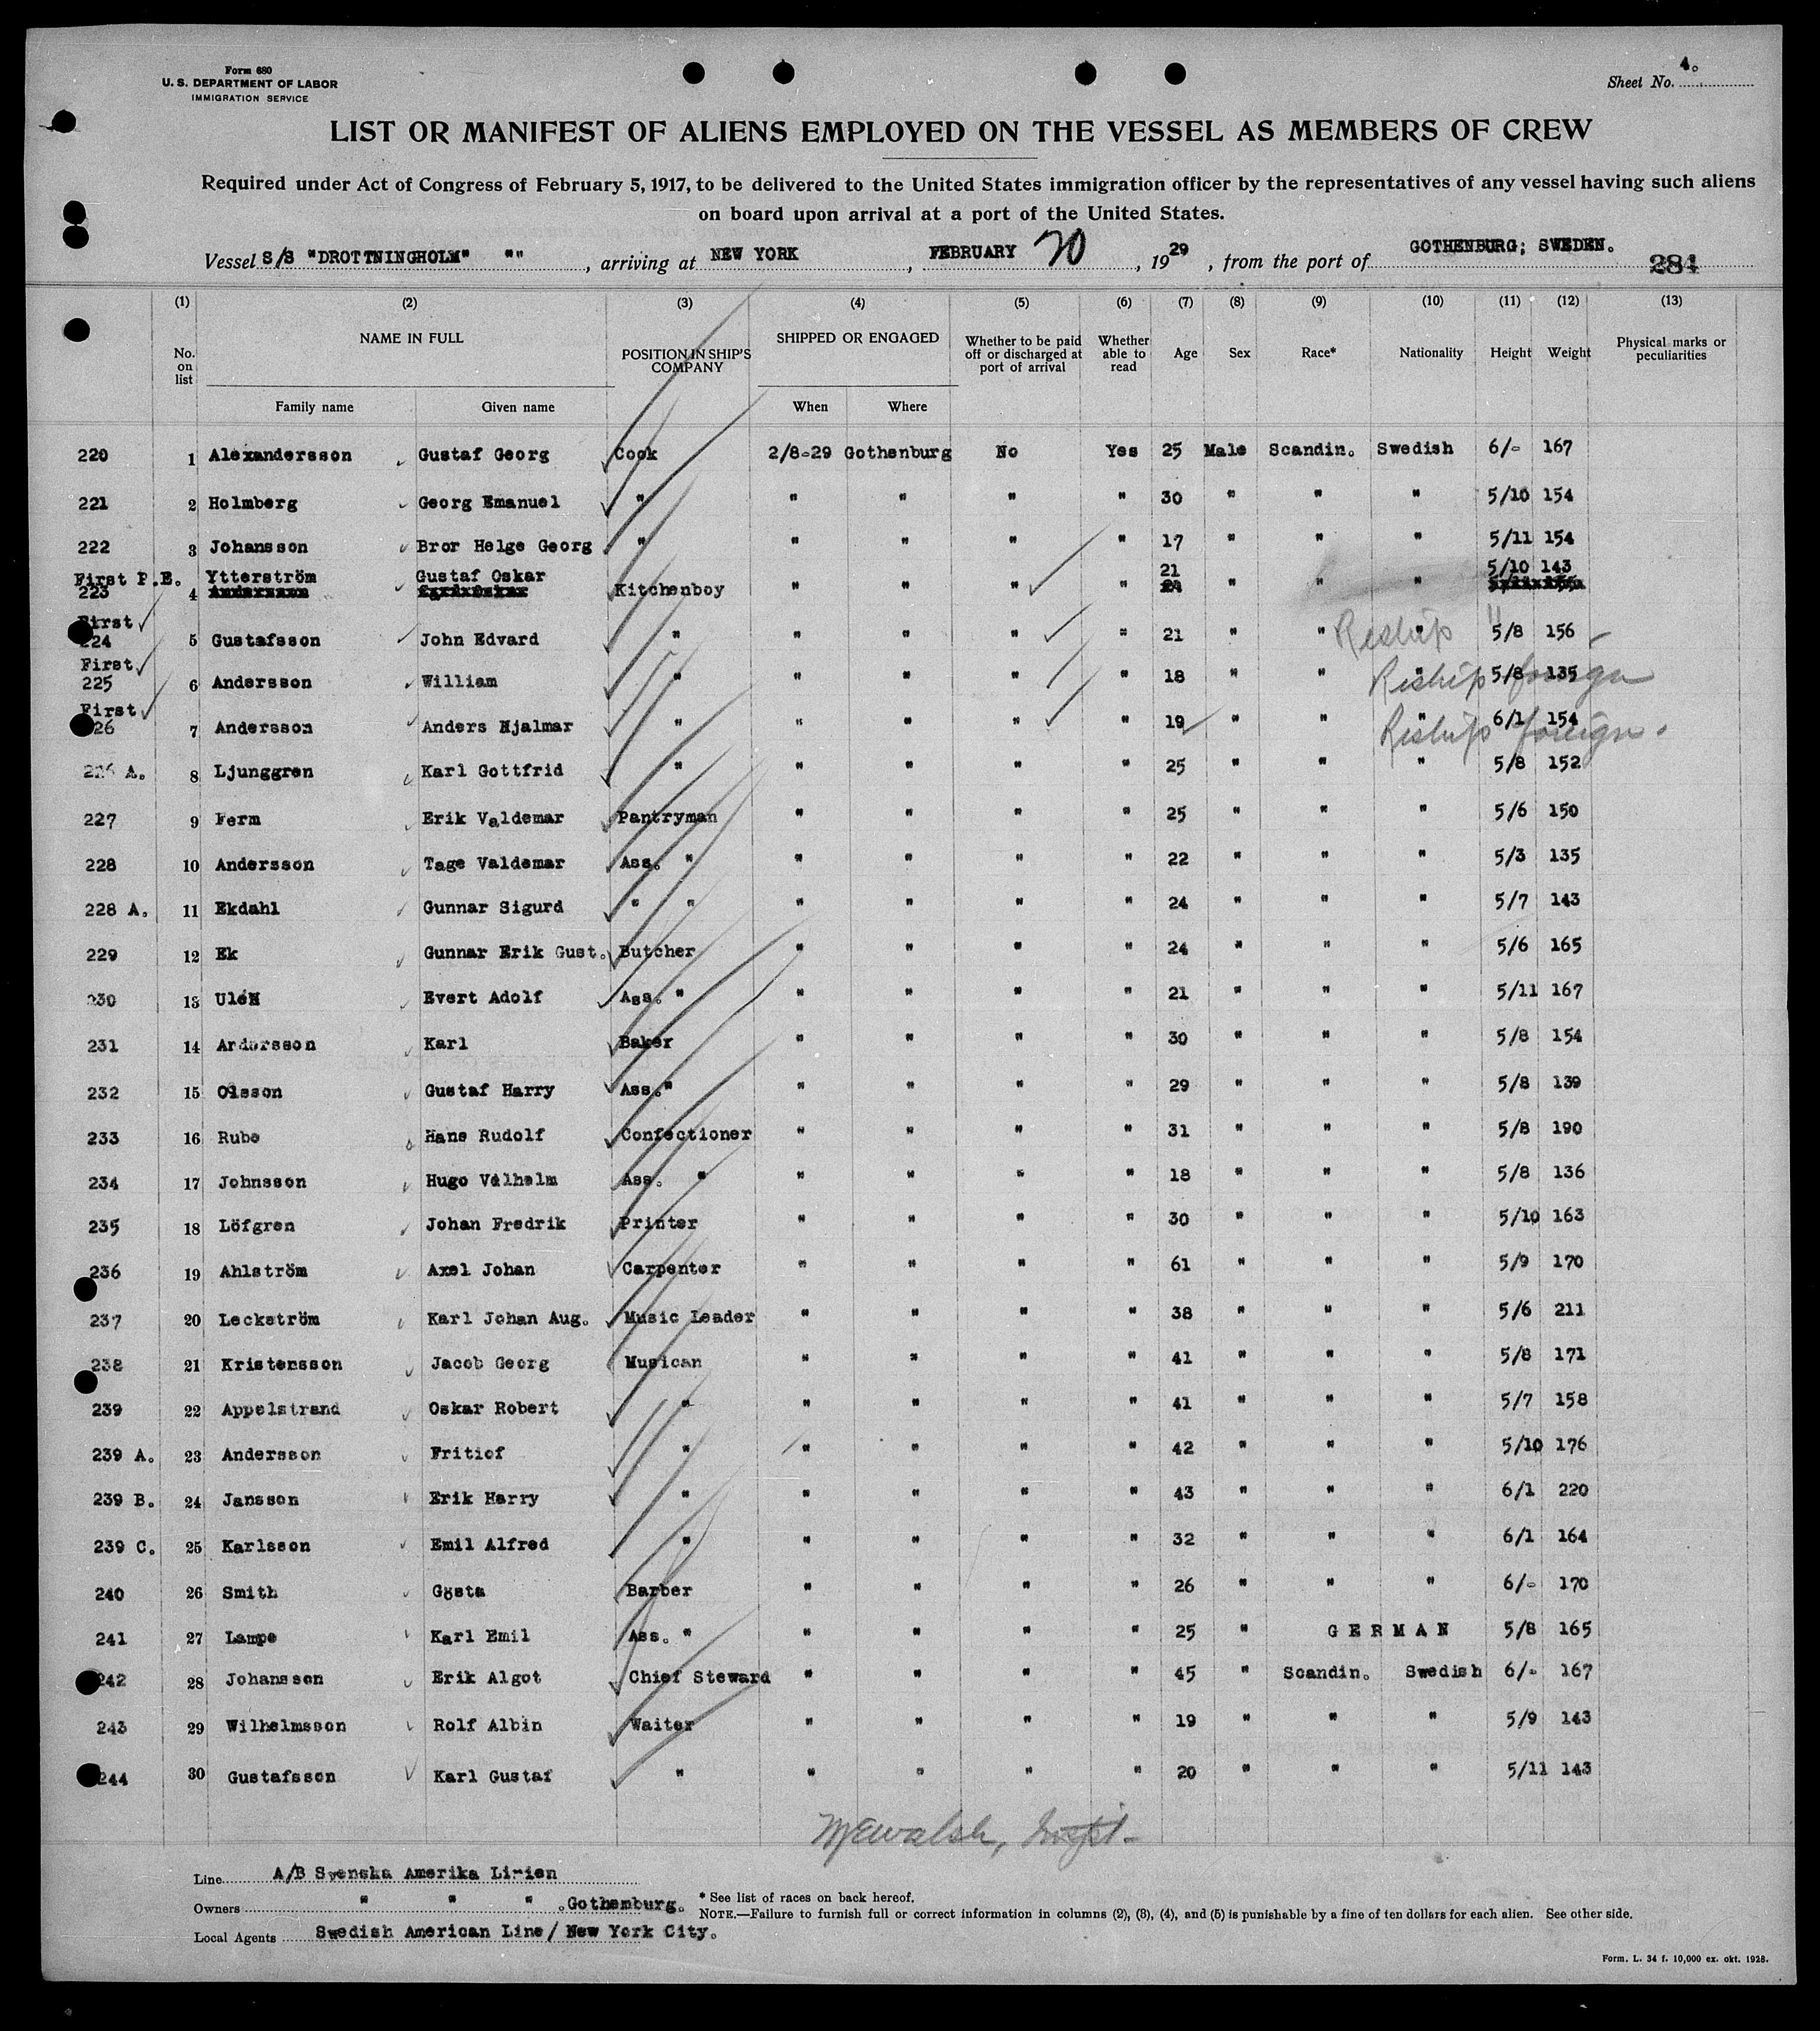 Form 680
U. S. DEPARTMENT OF LABOR
IMMIGRATION SERVICE
Sheet No. 4.
LIST OR MANIFEST OF ALIENS EMPLOYED ON THE VESSEL AS MEMBERS OF CREW
Required under Act of Congress of February 5, 1917, to be delivered to the United States immigration officer by the representatives of any vessel having such aliens
on board upon arrival at a port of the United States.
Vessel S/S "DROTTNINGHOLM" "" , arriving at NEW YORK , FEBRUARY 20 , 1929 , from the port of GOTHENBURG; SWEDEN. 284
(1) (2) (3) (4) (5) (6) (7) (8) (9) (10) (11) (12) (13)
No. on list NAME IN FULL Family name Given name POSITION IN SHIP'S COMPANY SHIPPED OR ENGAGED When Where Whether to be paid off or discharged at port of arrival Whether able to read Age Sex Race* Nationality Height Weight Physical marks or peculiarities
220 1 Alexandersson Gustaf Georg Cook 2/8-29 Gothenburg No Yes 25 Male Scandin. Swedish 6/- 167
221 2 Holmberg Georg Emanuel " " " " " 30 " " " 5/10 154
222 3 Johansson Bror Helge Georg " " " " " 17 " " " 5/11 154
First P.E. Ytterström Gustaf Oskar 21 5/10 143
223 4 Kitchenboy " " " " " " "
First
224 5 Gustafsson John Edvard " " " " " 21 " " Reship " 5/8 156
First
225 6 Andersson William " " " " " 18 " " " Reship foreign 5/8 135
First
226 7 Andersson Anders Hjalmar " " " " " 19 " " " Reship foreign. 6/1 154
226 A. 8 Ljunggren Karl Gottfrid " " " " " 25 " " " 5/8 152
227 9 Ferm Erik Valdemar Pantryman " " " " 25 " " " 5/6 150
228 10 Andersson Tage Valdemar Ass. " " " " " 22 " " " 5/3 135
228 A. 11 Ekdahl Gunnar Sigurd " " " " " " 24 " " " 5/7 143
229 12 Ek Gunnar Erik Gust. Butcher " " " " 24 " " " 5/6 165
230 13 Ulén Evert Adolf Ass. " " " " " 21 " " " 5/11 167
231 14 Andersson Karl Baker " " " " 30 " " " 5/8 154
232 15 Olsson Gustaf Harry Ass." " " " " 29 " " " 5/8 139
233 16 Rube Hans Rudolf Confectioner " " " " 31 " " " 5/8 190
234 17 Johnsson Hugo Vilhelm Ass. " " " " " 18 " " " 5/8 136
235 18 Löfgren Johan Fredrik Printer " " " " 30 " " " 5/10 163
236 19 Ahlström Axel Johan Carpenter " " " " 61 " " " 5/9 170
237 20 Leckström Karl Johan Aug. Music Leader " " " " 38 " " " 5/6 211
238 21 Kristensson Jacob Georg Musican " " " " 41 " " " 5/8 171
239 22 Appelstrand Oskar Robert " " " " " 41 " " " 5/7 158
239 A. 23 Andersson Fritiof " " " " " 42 " " " 5/10 176
239 B. 24 Jansson Erik Harry " " " " " 43 " " " 6/1 220
239 C. 25 Karlsson Emil Alfred " " " " " 32 " " " 6/1 164
240 26 Smith Gösta Barber " " " " 26 " " " 6/- 170
241 27 Lampe Karl Emil Ass. " " " " " 25 " GERMAN 5/8 165
242 28 Johansson Erik Algot Chief Steward " " " " 45 " Scandin. Swedish 6/- 167
243 29 Wilhelmsson Rolf Albin Waiter " " " " 19 " " " 5/9 143
244 30 Gustafsson Karl Gustaf " " " " " 20 " " " 5/11 143
Line A/B Svenska Amerika Linien
Owners " " " .Gothemburg.
Local Agents Swedish American Line/ New York City.
* See list of races on back hereof.
NOTE.—Failure to furnish full or correct information in columns (2), (3), (4), and (5) is punishable by a fine of ten dollars for each alien. See other side.
Form. L. 34 f. 10,000 ex. okt. 1928.